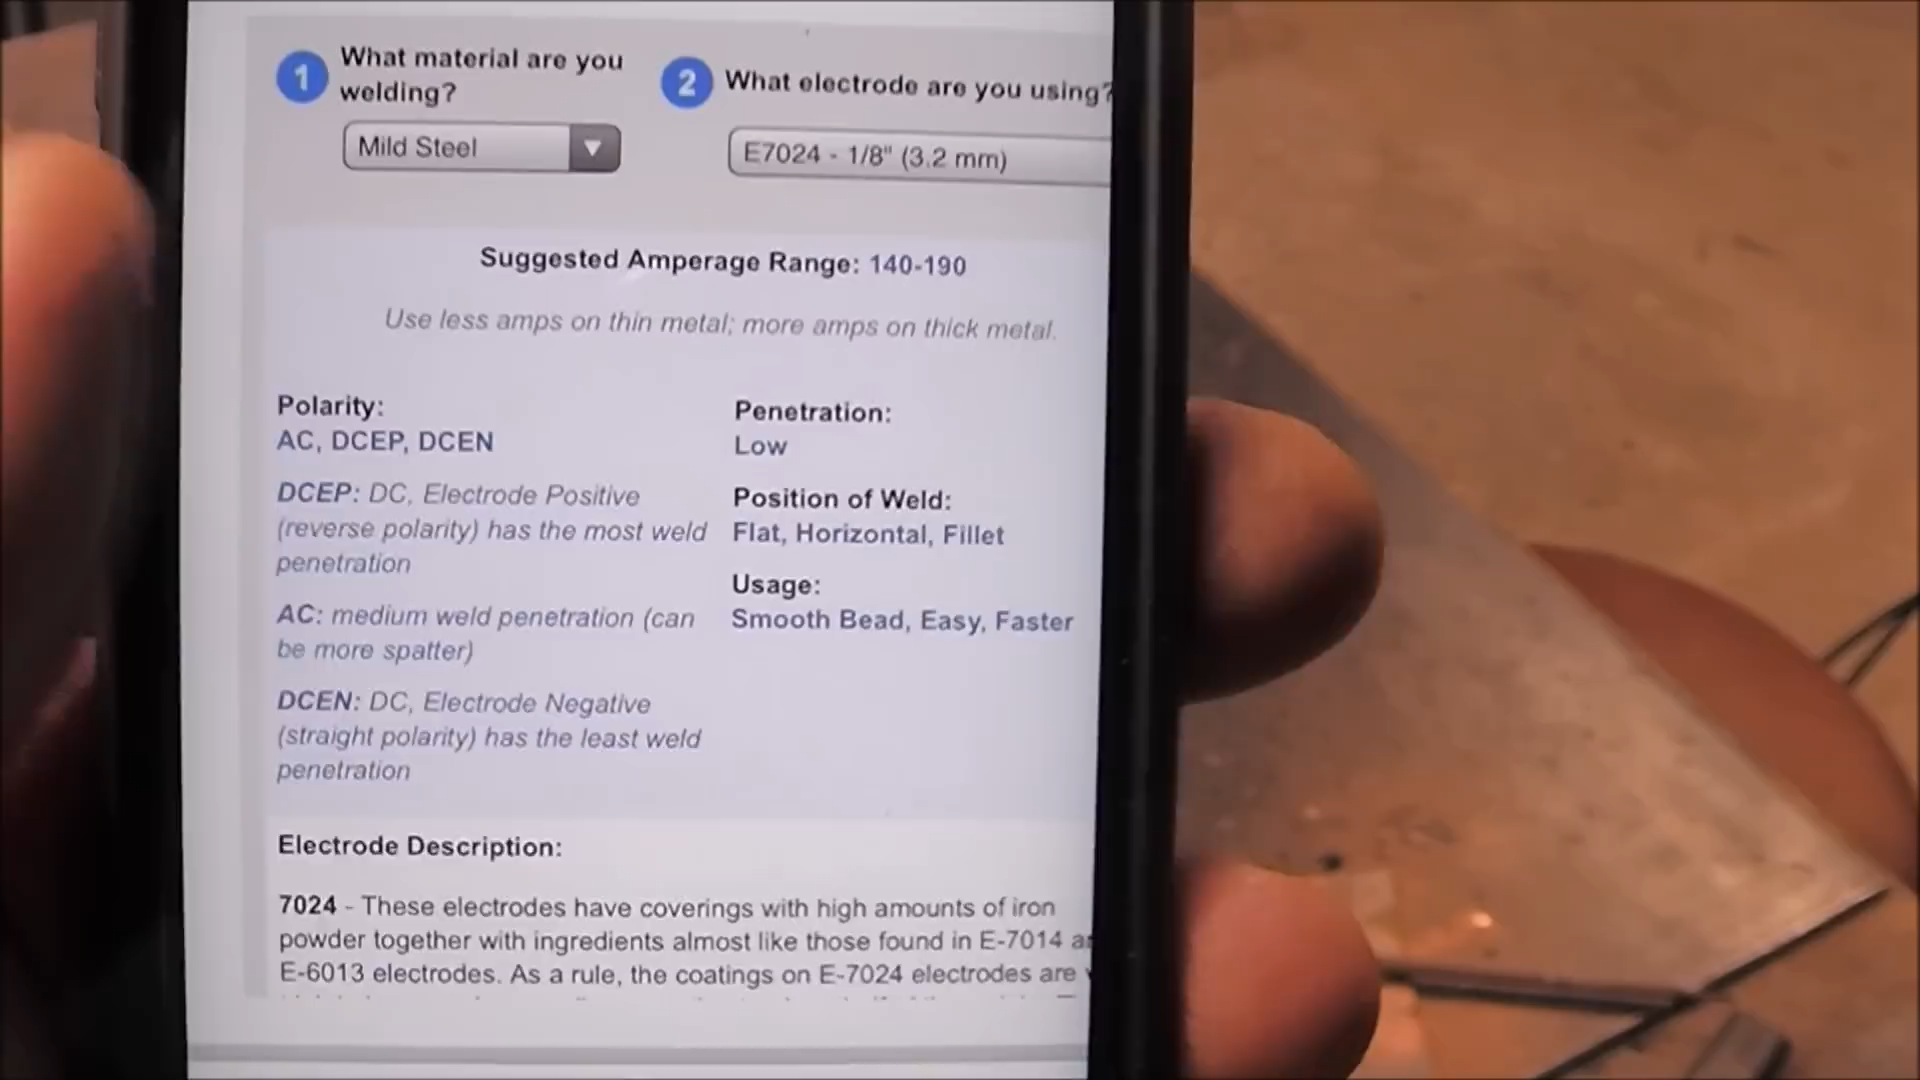 1 What material are you
welding?
2 What electrode are you using?
Mild Steel
E7024 - 1/8" (3.2 mm)
Suggested Amperage Range: 140-190
Use less amps on thin metal; more amps on thick metal.
Polarity:
AC, DCEP, DCEN
DCEP: DC, Electrode Positive
(reverse polarity) has the most weld
penetration
AC: medium weld penetration (can
be more spatter)
DCEN: DC, Electrode Negative
(straight polarity) has the least weld
penetration
Penetration:
Low
Position of Weld:
Flat, Horizontal, Fillet
Usage:
Smooth Bead, Easy, Faster
Electrode Description:
7024 - These electrodes have coverings with high amounts of iron
powder together with ingredients almost like those found in E-7014
E-6013 electrodes. As a rule, the coatings on E-7024 electrodes are